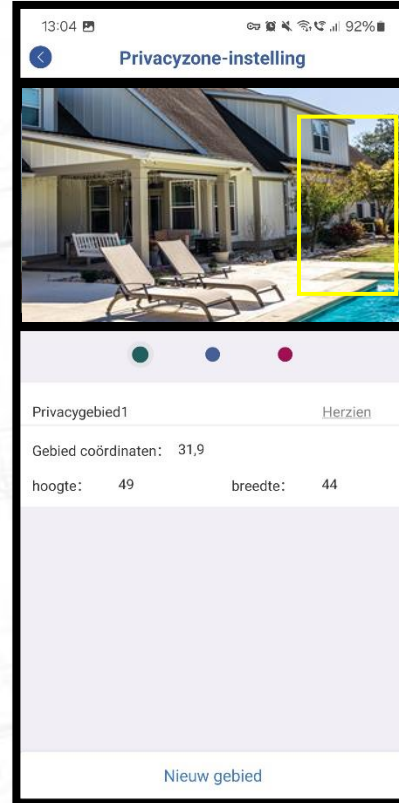 13:04 92%
Privacyzone-instelling
Privacygebied1 Herzien
Gebied coördinaten: 31,9
hoogte: 49 breedte: 44
Nieuw gebied